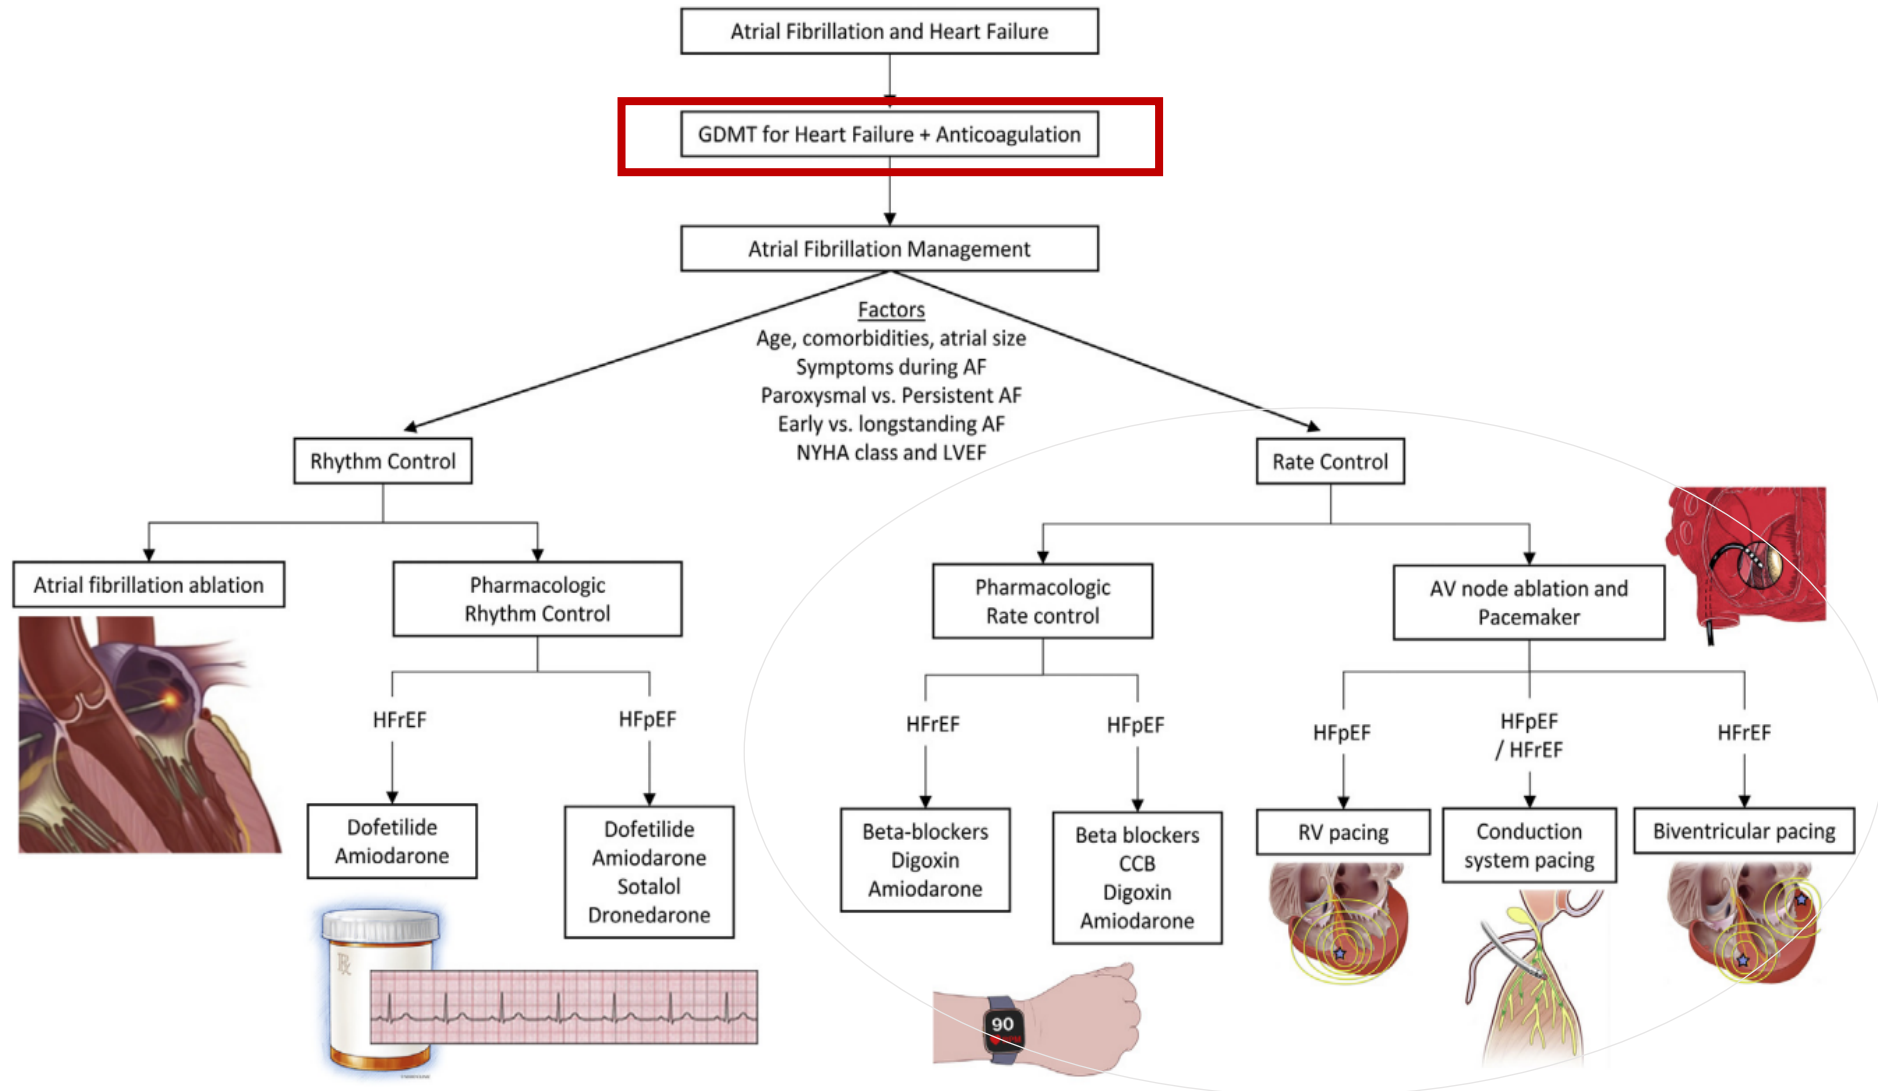 Atrial Fibrillation and Heart Failure
GDMT for Heart Failure + Anticoagulation
Atrial Fibrillation Management
Factors
Age, comorbidities, atrial size
Symptoms during AF
Paroxysmal vs. Persistent AF
Early vs. longstanding AF
NYHA class and LVEF
Rhythm Control
Rate Control
Atrial fibrillation ablation
Pharmacologic
Rhythm Control
Pharmacologic
Rate control
AV node ablation and
Pacemaker
HFrEF
HFpEF
HFrEF
HFpEF
HFpEF
HFpEF
/ HFrEF
HFrEF
Dofetilide
Amiodarone
Dofetilide
Amiodarone
Sotalol
Dronedarone
Beta-blockers
Digoxin
Amiodarone
Beta blockers
CCB
Digoxin
Amiodarone
RV pacing
Conduction
system pacing
Biventricular pacing
Rx
90